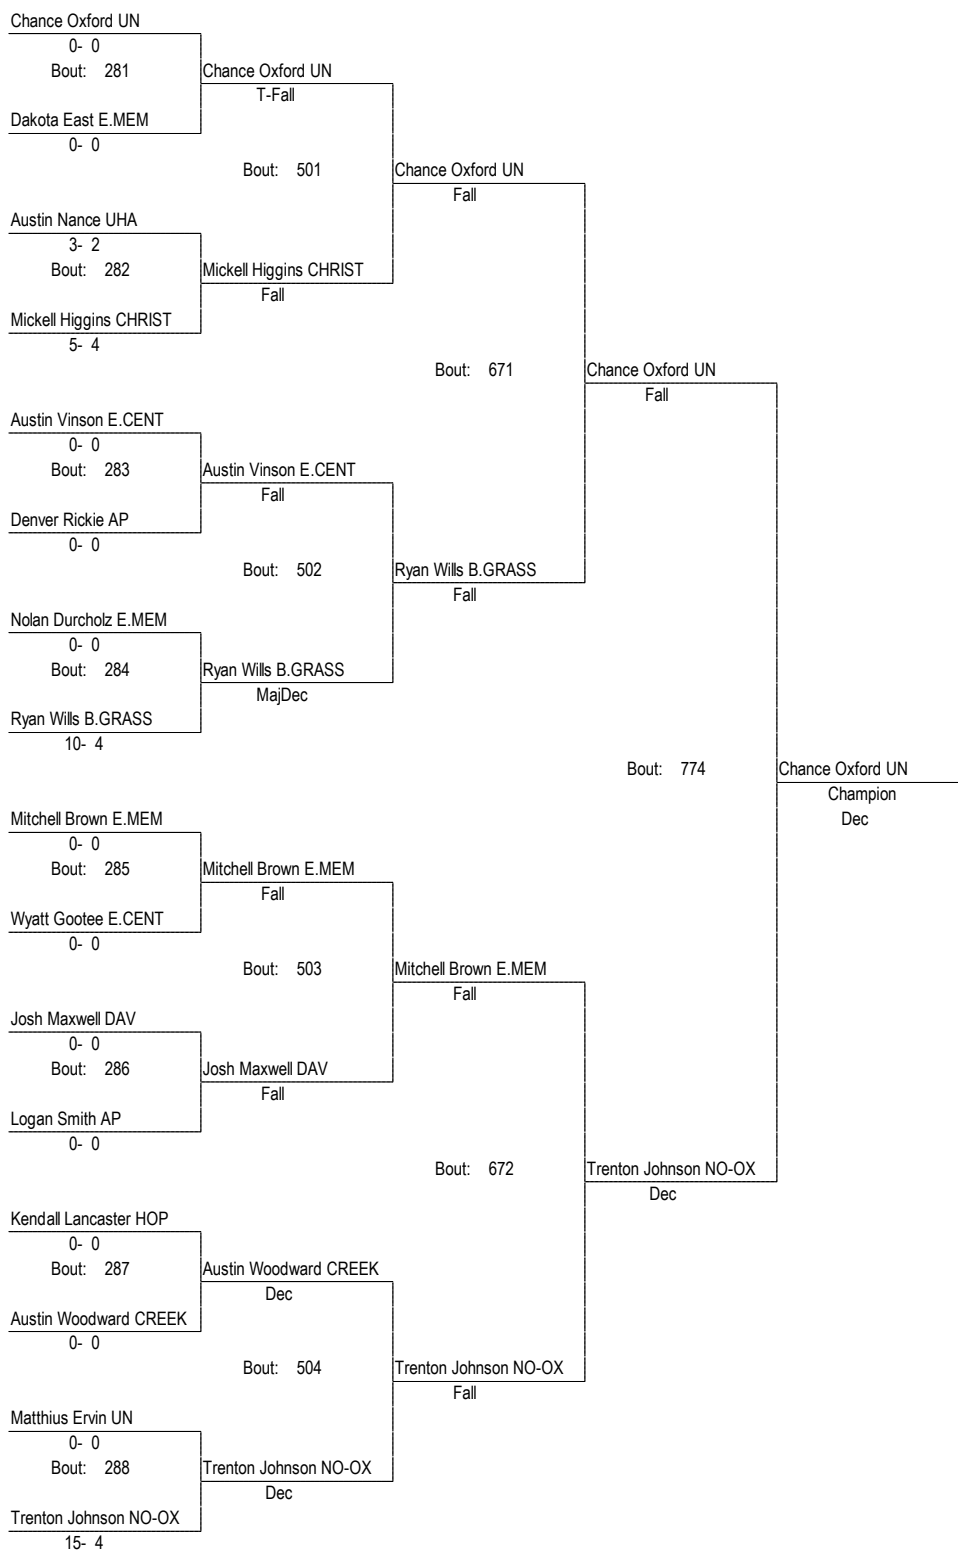 Chance Oxford UN
0- 0
Bout: 281
Chance Oxford UN
T-Fall
Dakota East E.MEM
0- 0
Bout: 501
Chance Oxford UN
Fall
Austin Nance UHA
3- 2
Bout: 282
Mickell Higgins CHRIST
Fall
Mickell Higgins CHRIST
5- 4
Bout: 671
Chance Oxford UN
Fall
Austin Vinson E.CENT
0- 0
Bout: 283
Austin Vinson E.CENT
Fall
Denver Rickie AP
0- 0
Bout: 502
Ryan Wills B.GRASS
Fall
Nolan Durcholz E.MEM
0- 0
Bout: 284
Ryan Wills B.GRASS
MajDec
Ryan Wills B.GRASS
10- 4
Bout: 774
Chance Oxford UN
Champion
Dec
Mitchell Brown E.MEM
0- 0
Bout: 285
Mitchell Brown E.MEM
Fall
Wyatt Gootee E.CENT
0- 0
Bout: 503
Mitchell Brown E.MEM
Fall
Josh Maxwell DAV
0- 0
Bout: 286
Josh Maxwell DAV
Fall
Logan Smith AP
0- 0
Bout: 672
Trenton Johnson NO-OX
Dec
Kendall Lancaster HOP
0- 0
Bout: 287
Austin Woodward CREEK
Dec
Austin Woodward CREEK
0- 0
Bout: 504
Trenton Johnson NO-OX
Fall
Matthius Ervin UN
0- 0
Bout: 288
Trenton Johnson NO-OX
Dec
Trenton Johnson NO-OX
15- 4